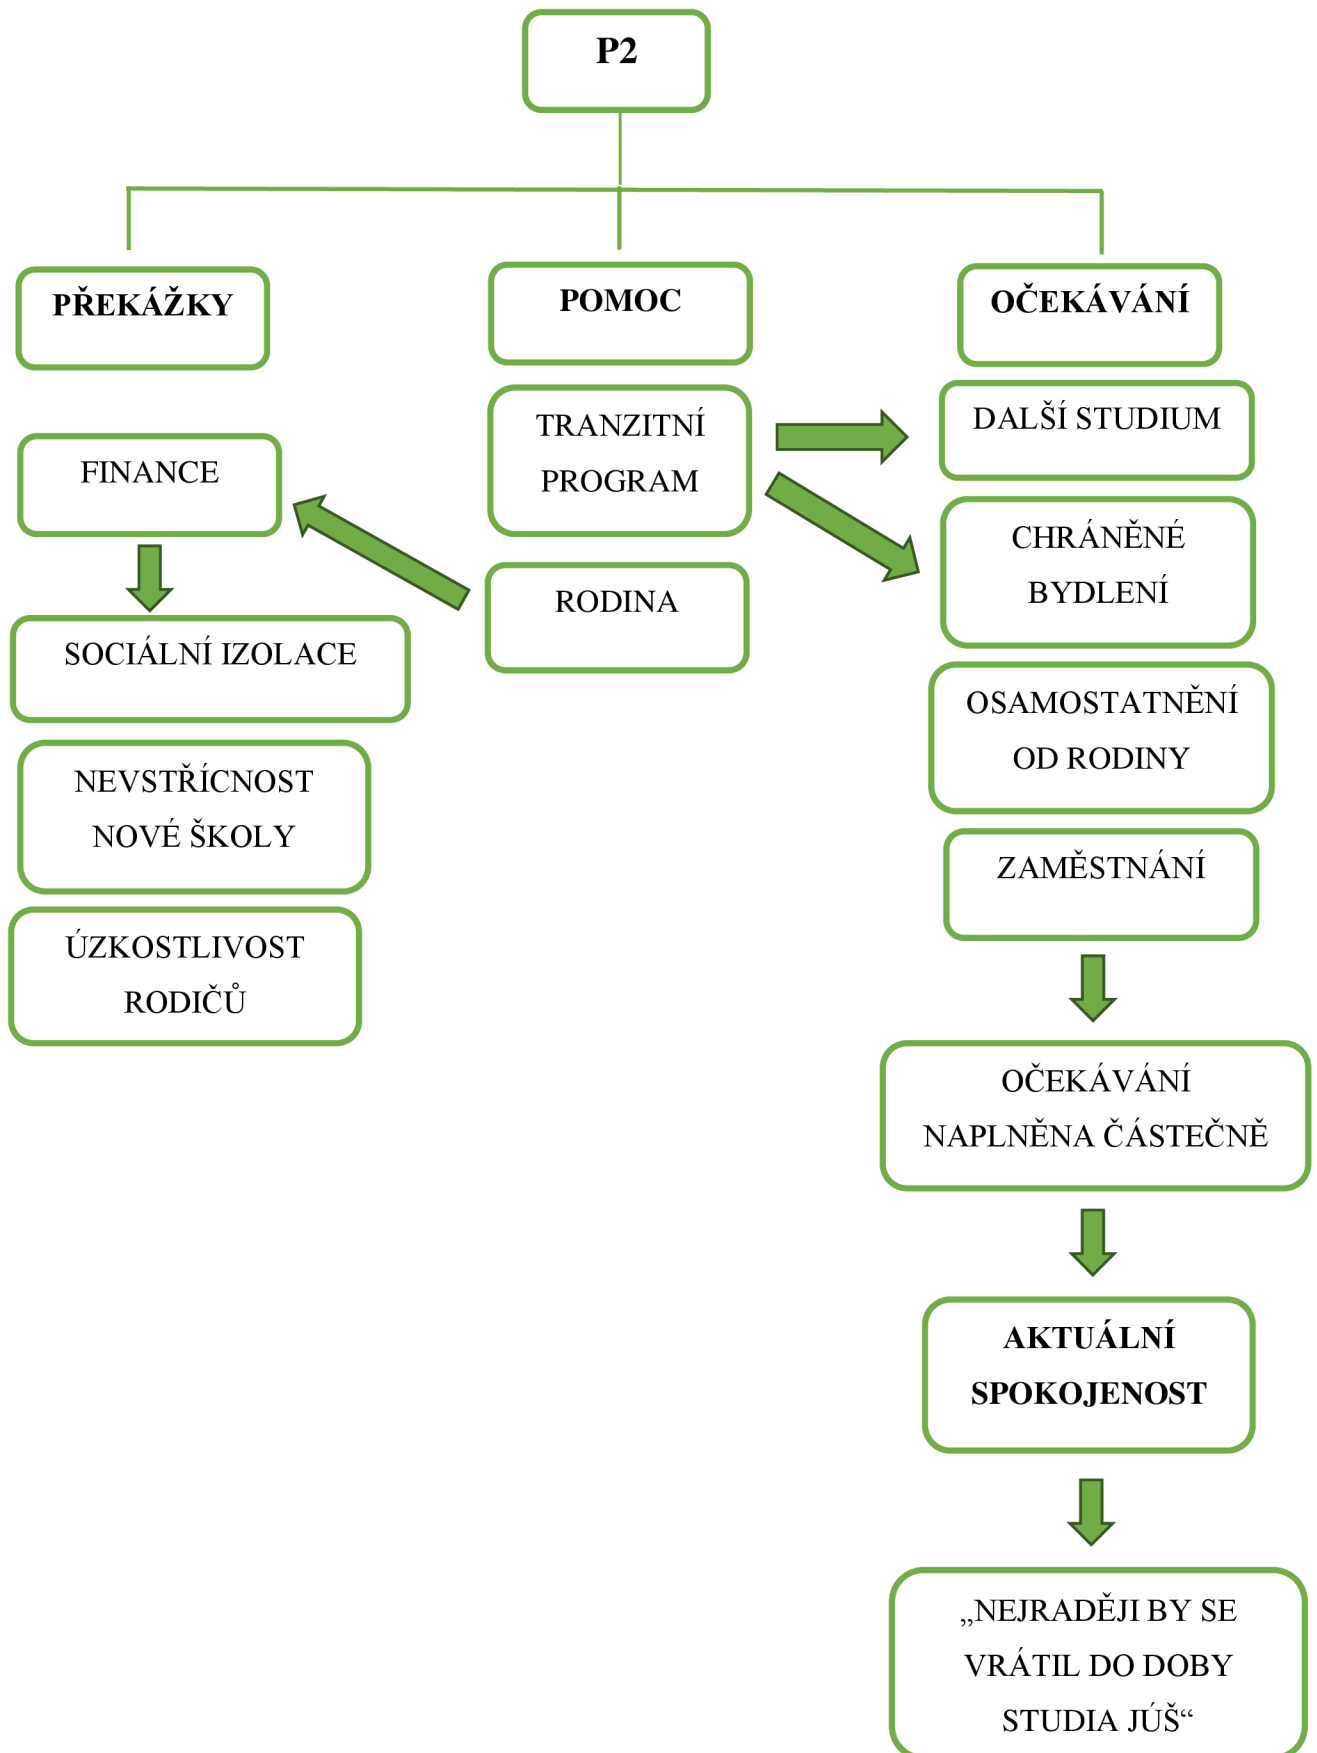 P2
PŘEKÁŽKY
FINANCE
SOCIÁLNÍ IZOLACE
NEVSTŘÍCNOST
NOVÉ ŠKOLY
ÚZKOSTLIVOST
RODIČŮ
POMOC
TRANZITNÍ
PROGRAM
RODINA
OČEKÁVÁNÍ
DALŠÍ STUDIUM
CHRÁNĚNÉ
BYDLENÍ
OSAMOSTATNĚNÍ
OD RODINY
ZAMĚSTNÁNÍ
OČEKÁVÁNÍ
NAPLNĚNA ČÁSTEČNĚ
AKTUÁLNÍ
SPOKOJENOST
„NEJRADĚJI BY SE
VRÁTIL DO DOBY
STUDIA JÚŠ“